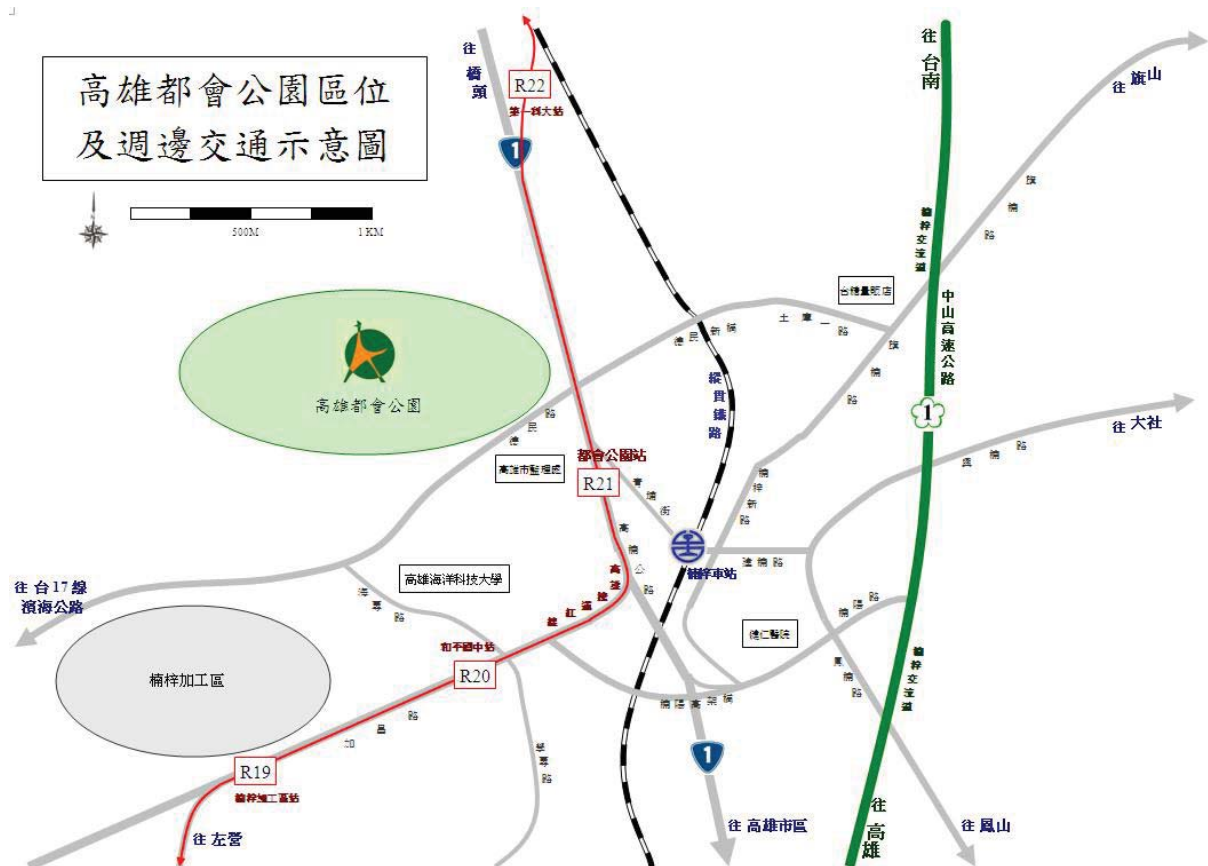 高雄都會公園區位
及週邊交通示意圖
500M
1 KM
往橋頭
R22
第一科大站
1
往台南
往旗山
楠梓交流道
旗楠路
中山高速公路
土庫一路
德民新橋
旗楠路
縱貫鐵路
高雄都會公園
德民路
1
往大社
興楠路
都會公園站
高雄市監理處
R21
青埔街
楠梓新路
高楠公路
楠梓車站
建楠路
往台17線
濱海公路
高雄海洋科技大學
海專路
高雄捷運紅線
楠陽路
健仁醫院
鳳楠路
楠梓交流道
和平國中站
R20
楠梓加工區
楠陽高架橋
加昌路
1
R19
楠梓加工區站
往左營
往高雄市區
往高雄
往鳳山